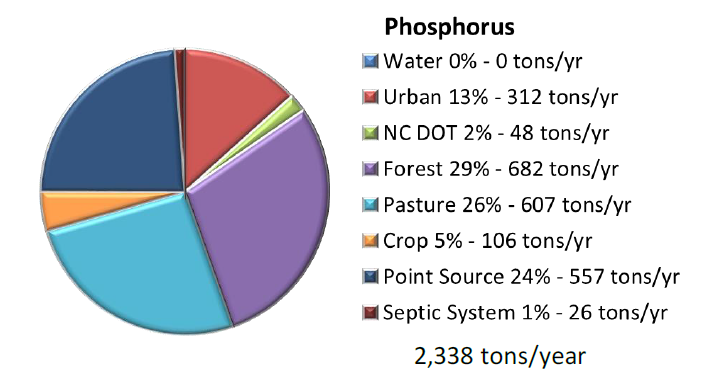 Phosphorus
Water 0% - 0 tons/yr
Urban 13% - 312 tons/yr
NC DOT 2% - 48 tons/yr
Forest 29% - 682 tons/yr
Pasture 26% - 607 tons/yr
Crop 5% - 106 tons/yr
Point Source 24% - 557 tons/yr
Septic System 1% - 26 tons/yr
2,338 tons/year